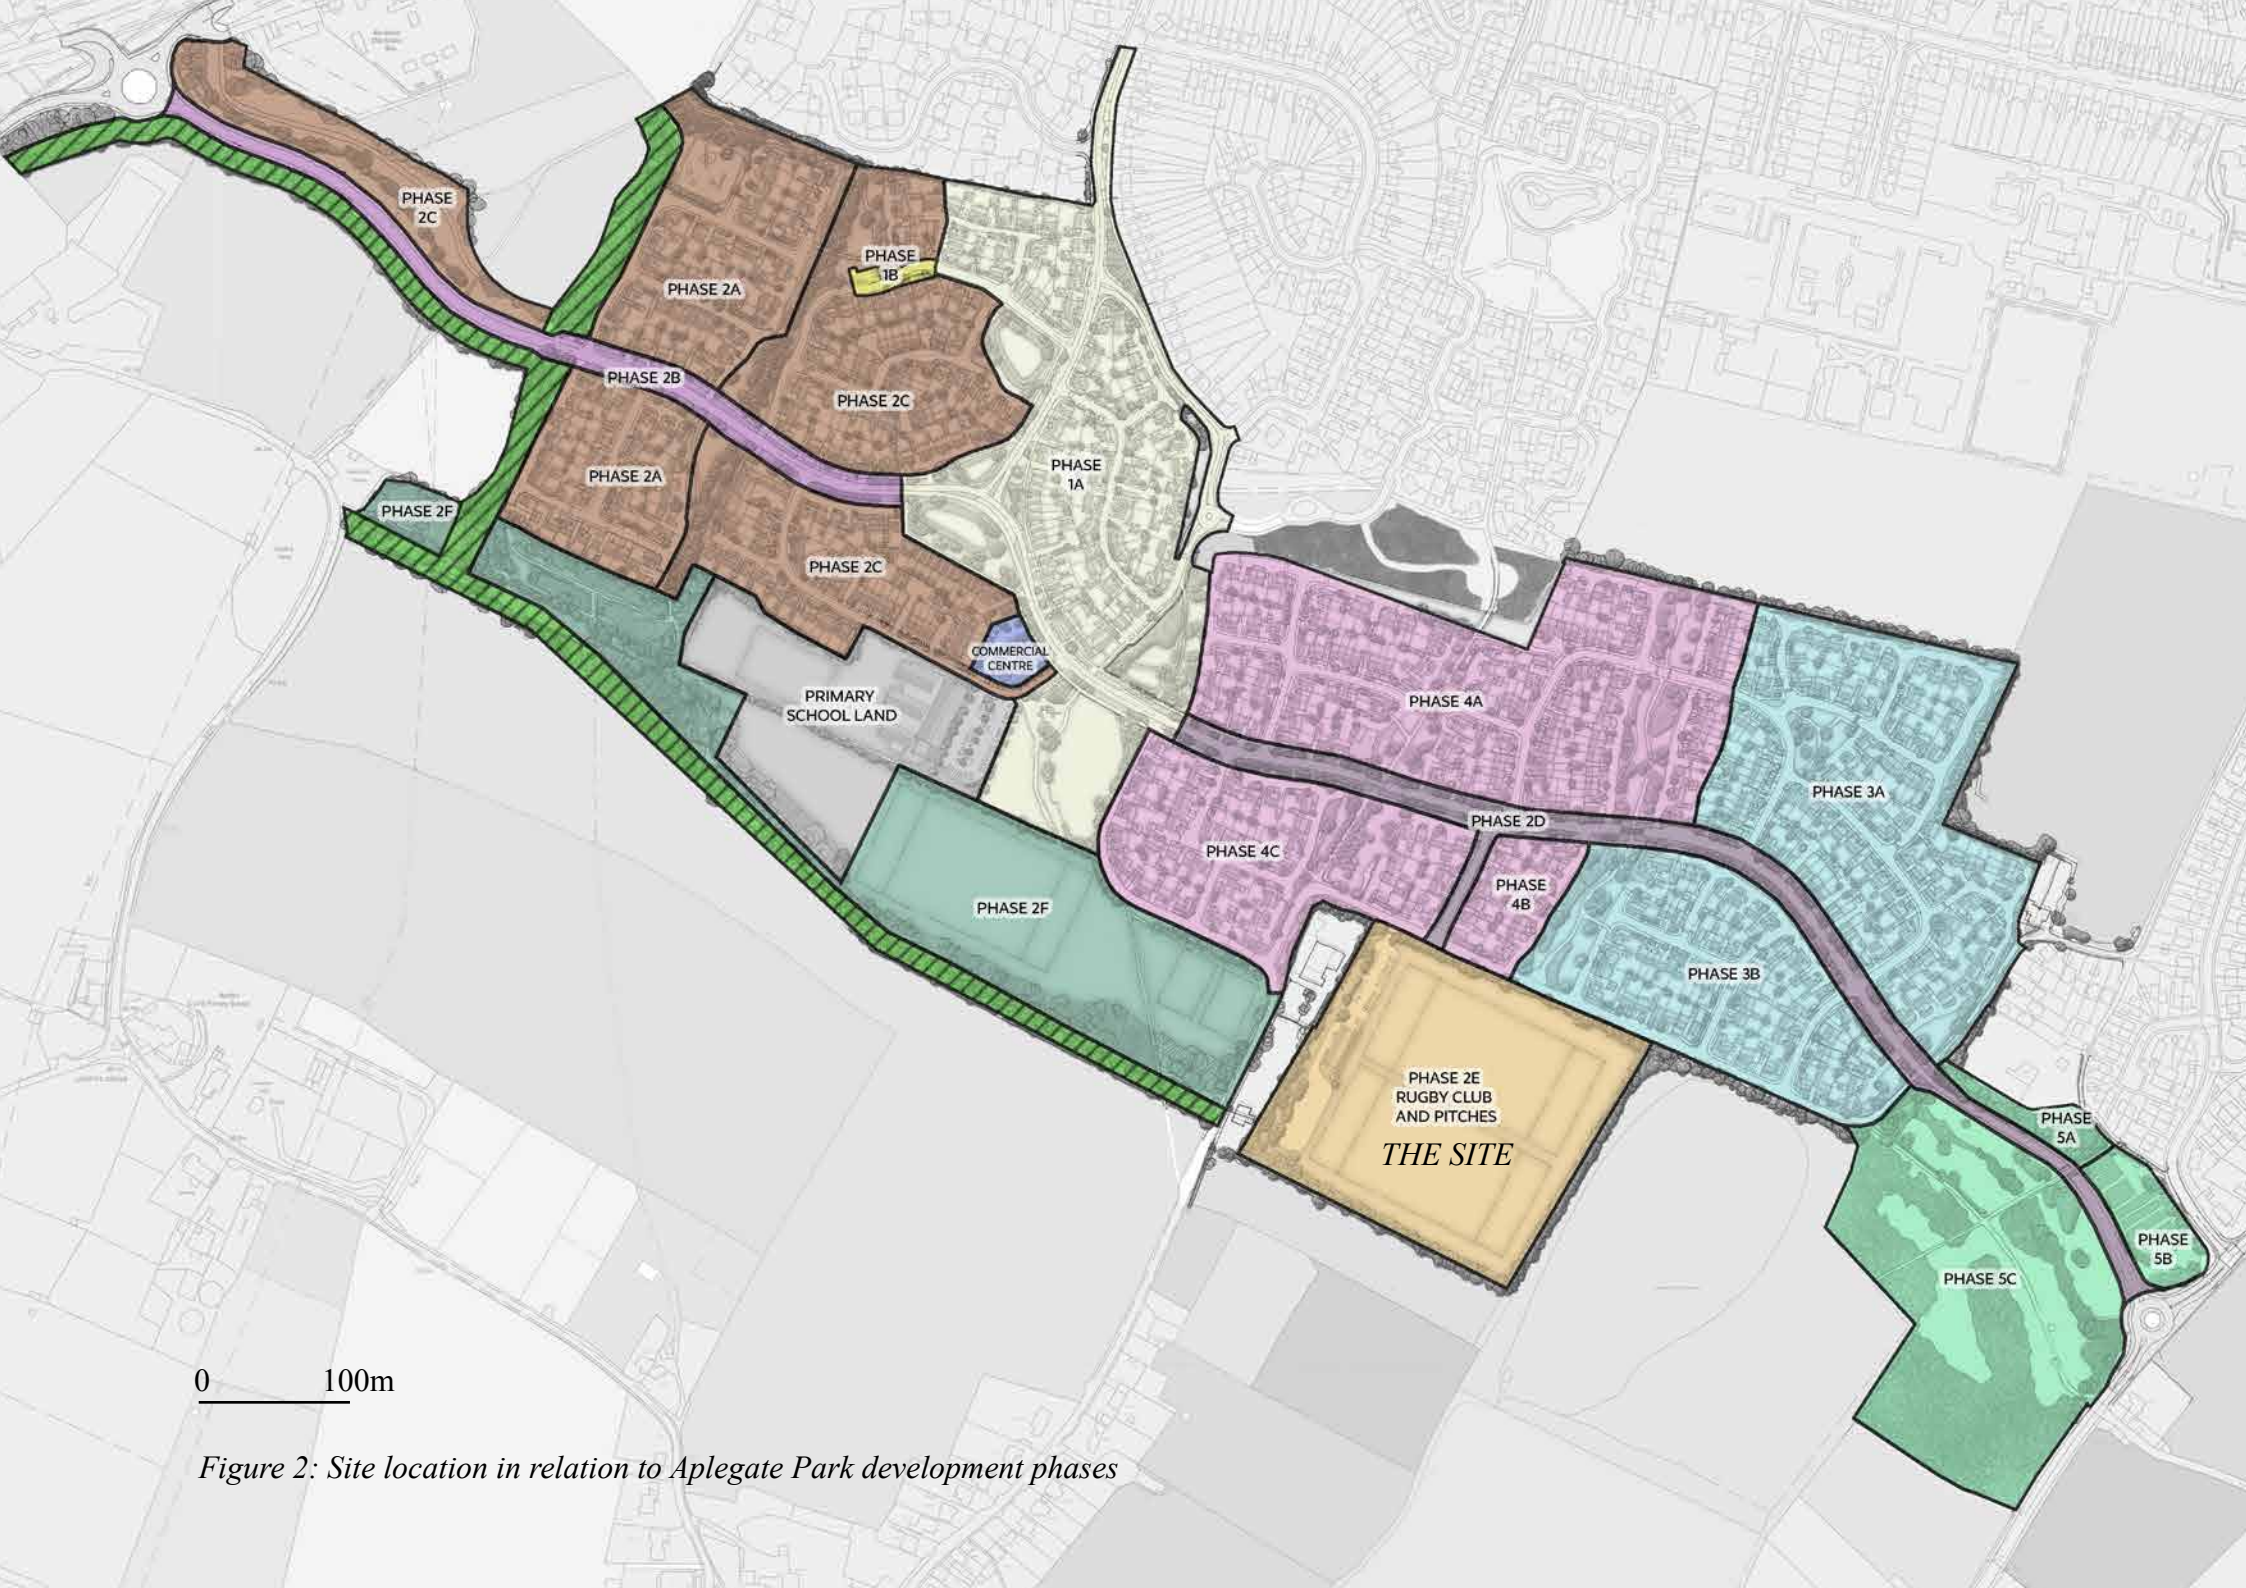 PHASE
2C
PHASE
1B
PHASE 2A
PHASE 2B
PHASE 2C
PHASE
1A
PHASE 2A
PHASE 2F
PHASE 2C
COMMERCIAL
CENTRE
PRIMARY
SCHOOL LAND
PHASE 4A
PHASE 3A
PHASE 2D
PHASE 4C
PHASE
4B
PHASE 2F
PHASE 3B
PHASE 2E
RUGBY CLUB
AND PITCHES
THE SITE
PHASE
5A
PHASE
5B
PHASE 5C
0 100m
Figure 2: Site location in relation to Aplegate Park development phases